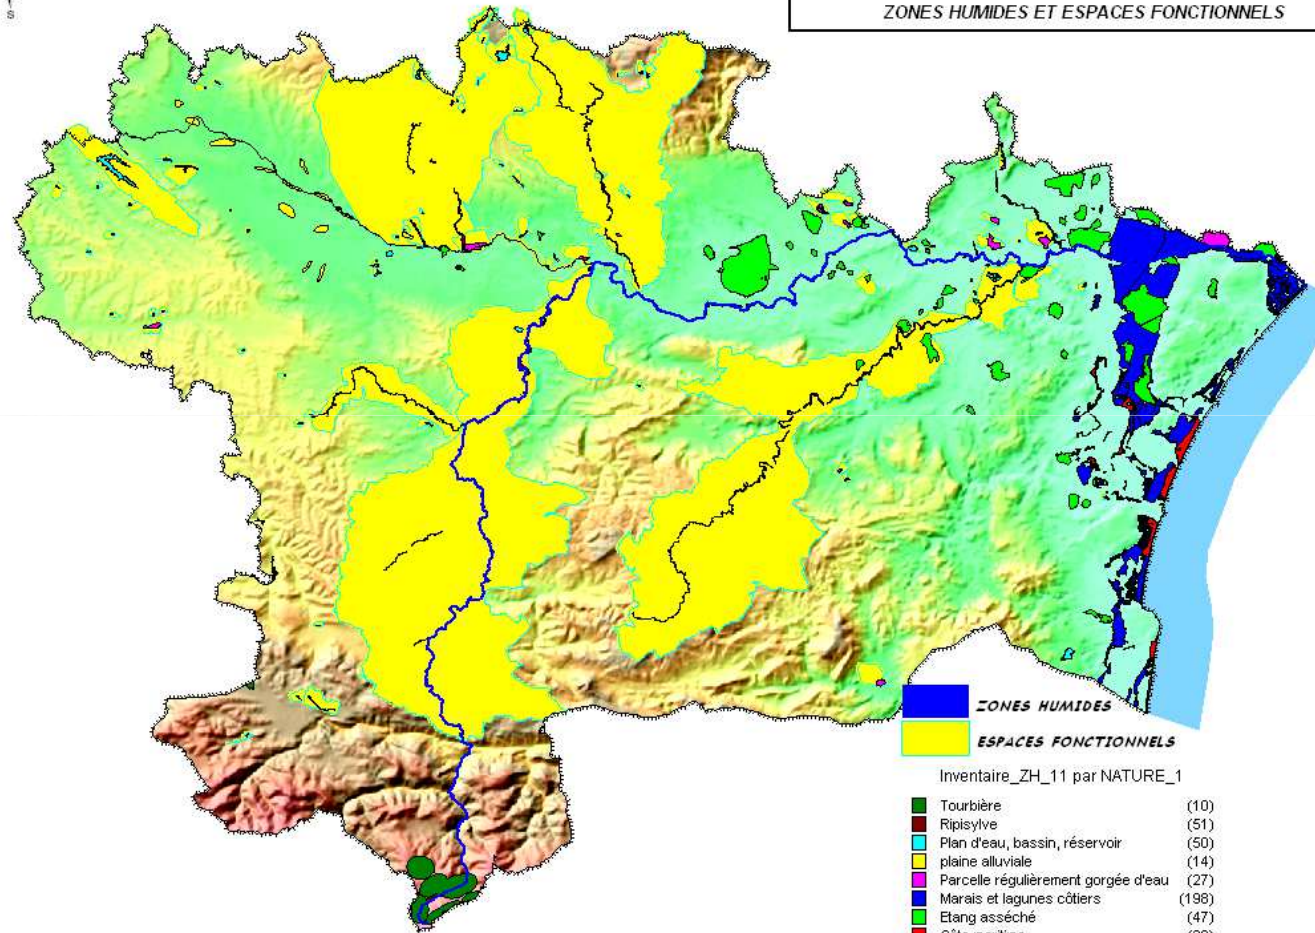 S
ZONES HUMIDES ET ESPACES FONCTIONNELS
ZONES HUMIDES
ESPACES FONCTIONNELS
Inventaire_ZH_11 par NATURE_1
Tourbière (10)
Ripisylve (51)
Plan d'eau, bassin, réservoir (50)
plaine alluviale (14)
Parcelle régulièrement gorgée d'eau (27)
Marais et lagunes côtiers (198)
Etang asséché (47)